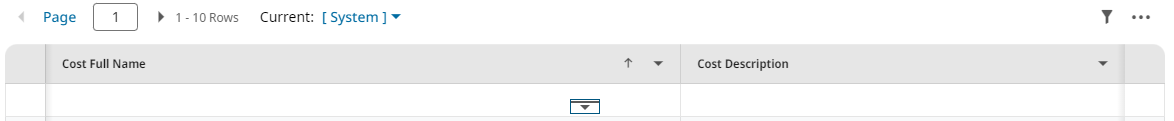 Page 1 1 - 10 Rows Current: [ System ]
Cost Full Name Cost Description